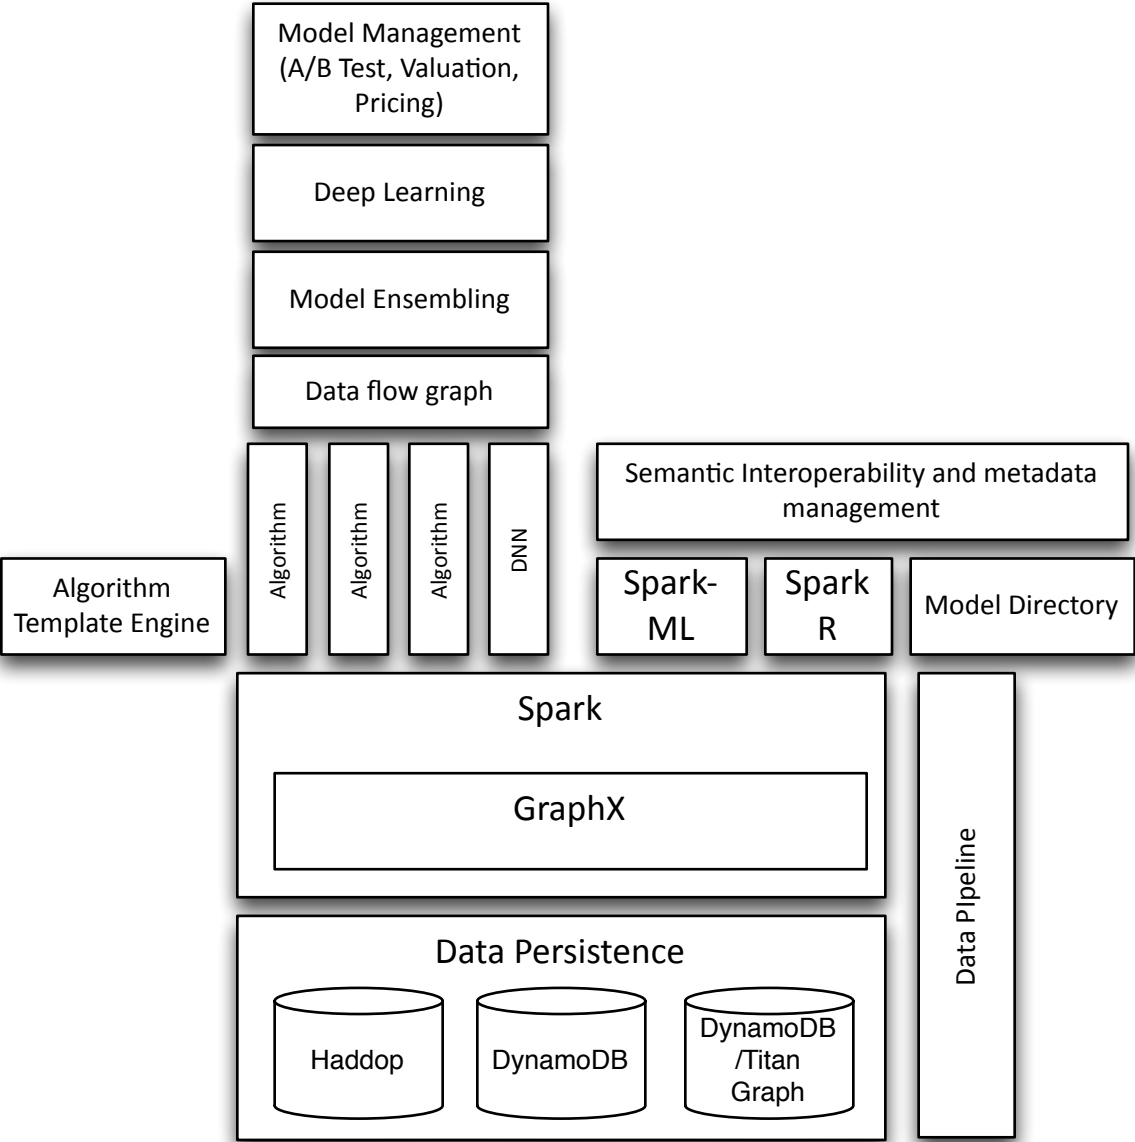 Model Management
(A/B Test, Valuation,
Pricing)
Deep Learning
Model Ensembling
Data flow graph
Algorithm
Algorithm
Algorithm
DNN
Semantic Interoperability and metadata
management
Algorithm
Template Engine
Spark-
ML
Spark
R
Model Directory
Spark
GraphX
Data PIpeline
Data Persistence
Haddop
DynamoDB
DynamoDB
/Titan
Graph